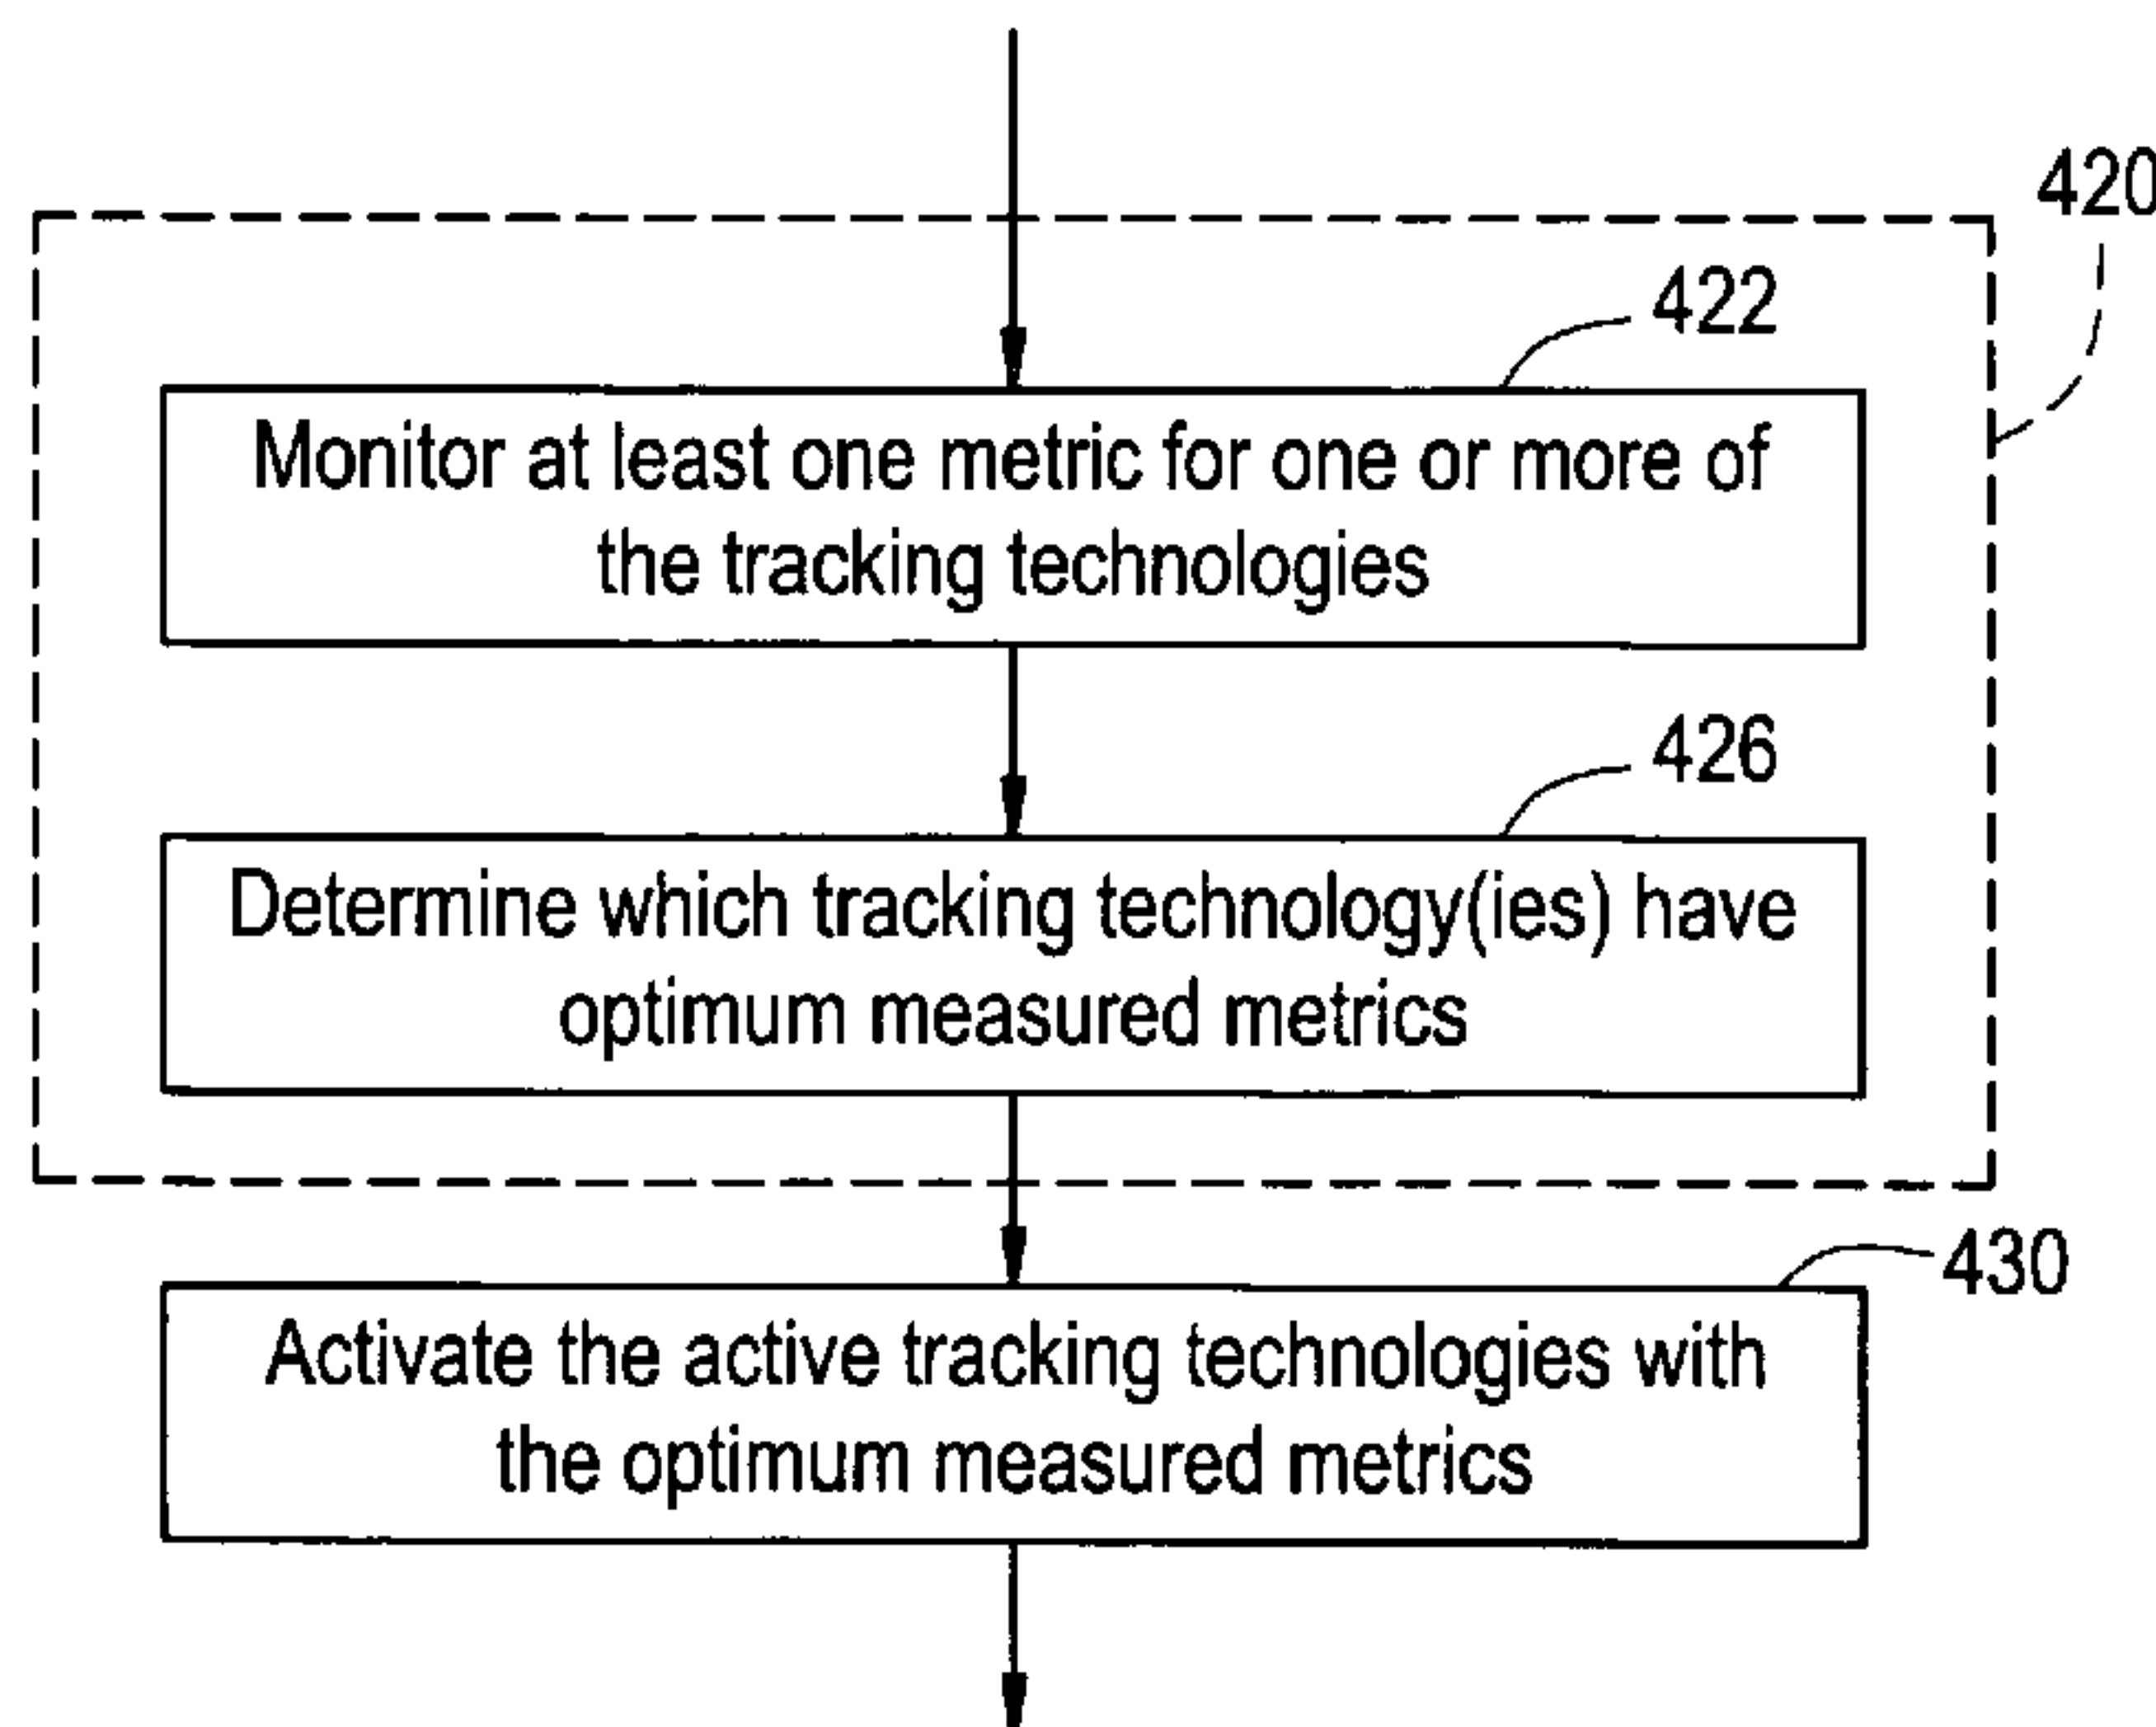 420
422
Monitor at least one metric for one or more of
the tracking technologies
426
Determine which tracking technology(ies) have
optimum measured metrics
430
Activate the active tracking technologies with
the optimum measured metrics